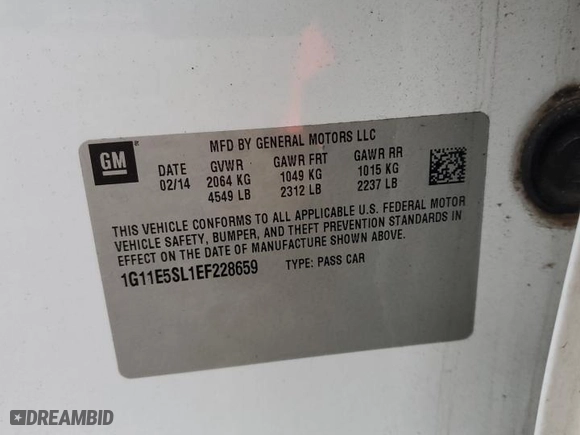 GM
MFD BY GENERAL MOTORS LLC
DATE GVWR GAWR FRT GAWR RR
02/14 2064 KG 1049 KG 1015 KG
4549 LB 2312 LB 2237 LB
THIS VEHICLE CONFORMS TO ALL APPLICABLE U.S. FEDERAL MOTOR
VEHICLE SAFETY, BUMPER, AND THEFT PREVENTION STANDARDS IN
EFFECT ON THE DATE OF MANUFACTURE SHOWN ABOVE.
1G11E5SL1EF228659 TYPE: PASS CAR
DREAMBID